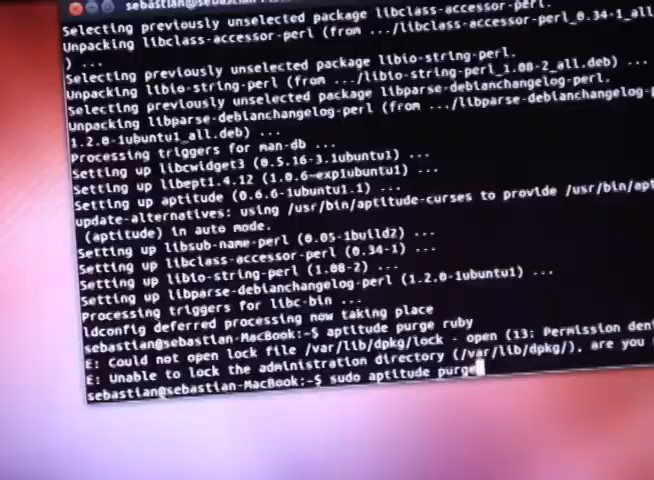 sebastian@sebastian
Selecting previously unselected package libclass-accessor-perl.
Unpacking libclass-accessor-perl (from .../libclass-accessor-perl_0.34-1_all
) ...
Selecting previously unselected package libio-string-perl.
Unpacking libio-string-perl (from .../libio-string-perl_1.08-2_all.deb) ...
Selecting previously unselected package libparse-debianchangelog-perl.
Unpacking libparse-debianchangelog-perl (from .../libparse-debianchangelog-
1.2.0-1ubuntu1_all.deb) ...
Processing triggers for man-db ...
Setting up libcwidget3 (0.5.16-3.1ubuntu1) ...
Setting up libept1.4.12 (1.0.6~exp1ubuntu1) ...
Setting up aptitude (0.6.6-1ubuntu1.1) ...
update-alternatives: using /usr/bin/aptitude-curses to provide /usr/bin/apt
(aptitude) in auto mode.
Setting up libsub-name-perl (0.05-1build2) ...
Setting up libclass-accessor-perl (0.34-1) ...
Setting up libio-string-perl (1.08-2) ...
Setting up libparse-debianchangelog-perl (1.2.0-1ubuntu1) ...
Processing triggers for libc-bin ...
ldconfig deferred processing now taking place
sebastian@sebastian-MacBook:~$ aptitude purge ruby
E: Could not open lock file /var/lib/dpkg/lock - open (13: Permission den
E: Unable to lock the administration directory (/var/lib/dpkg/), are you
sebastian@sebastian-MacBook:~$ sudo aptitude purge